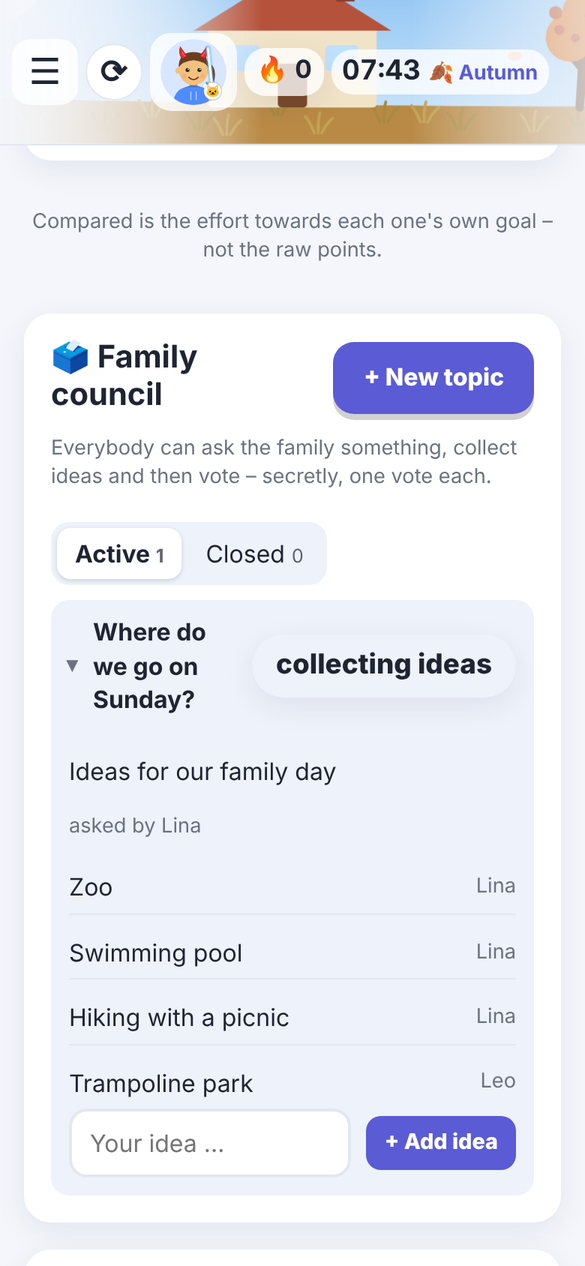 ☰ ⟳ 🔥 0 07:43 🍂 Autumn
Compared is the effort towards each one's own goal –
not the raw points.
🗳️ Family
council
+ New topic
Everybody can ask the family something, collect
ideas and then vote – secretly, one vote each.
Active 1 Closed 0
▼ Where do
we go on
Sunday?
collecting ideas
Ideas for our family day
asked by Lina
Zoo Lina
Swimming pool Lina
Hiking with a picnic Lina
Trampoline park Leo
Your idea ... + Add idea